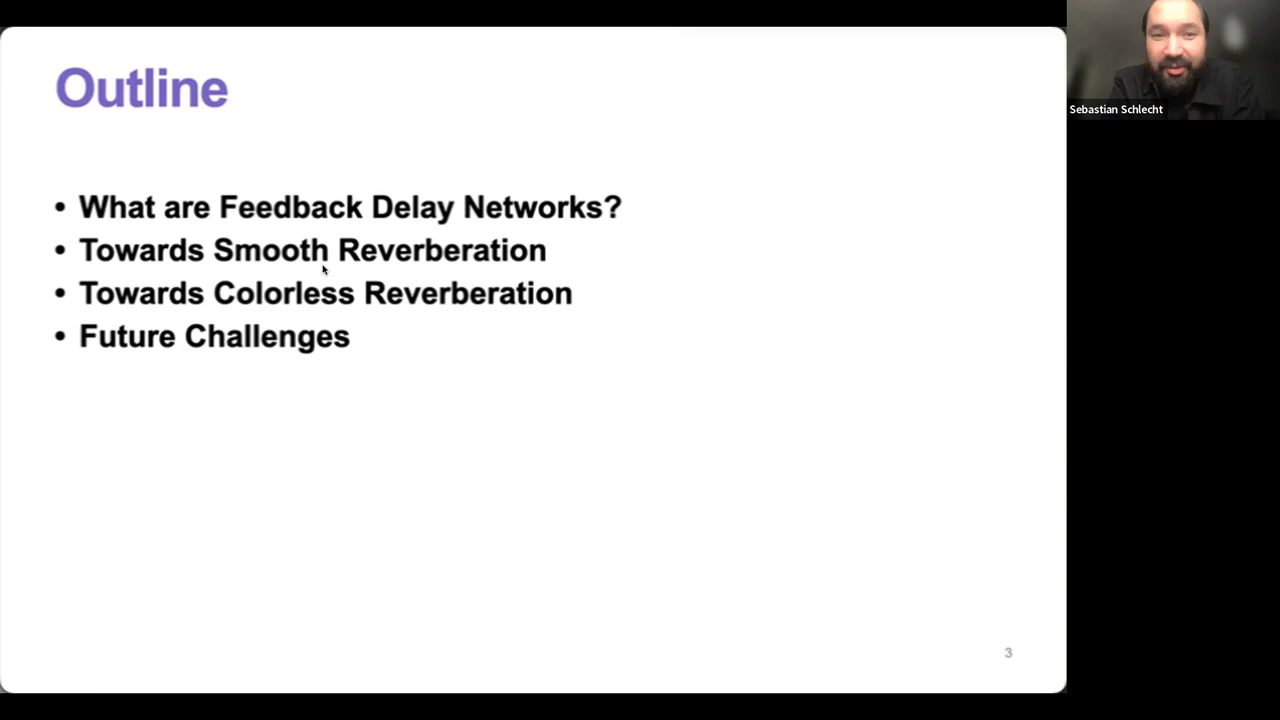 Outline
• What are Feedback Delay Networks?
• Towards Smooth Reverberation
• Towards Colorless Reverberation
• Future Challenges
3
Sebastian Schlecht